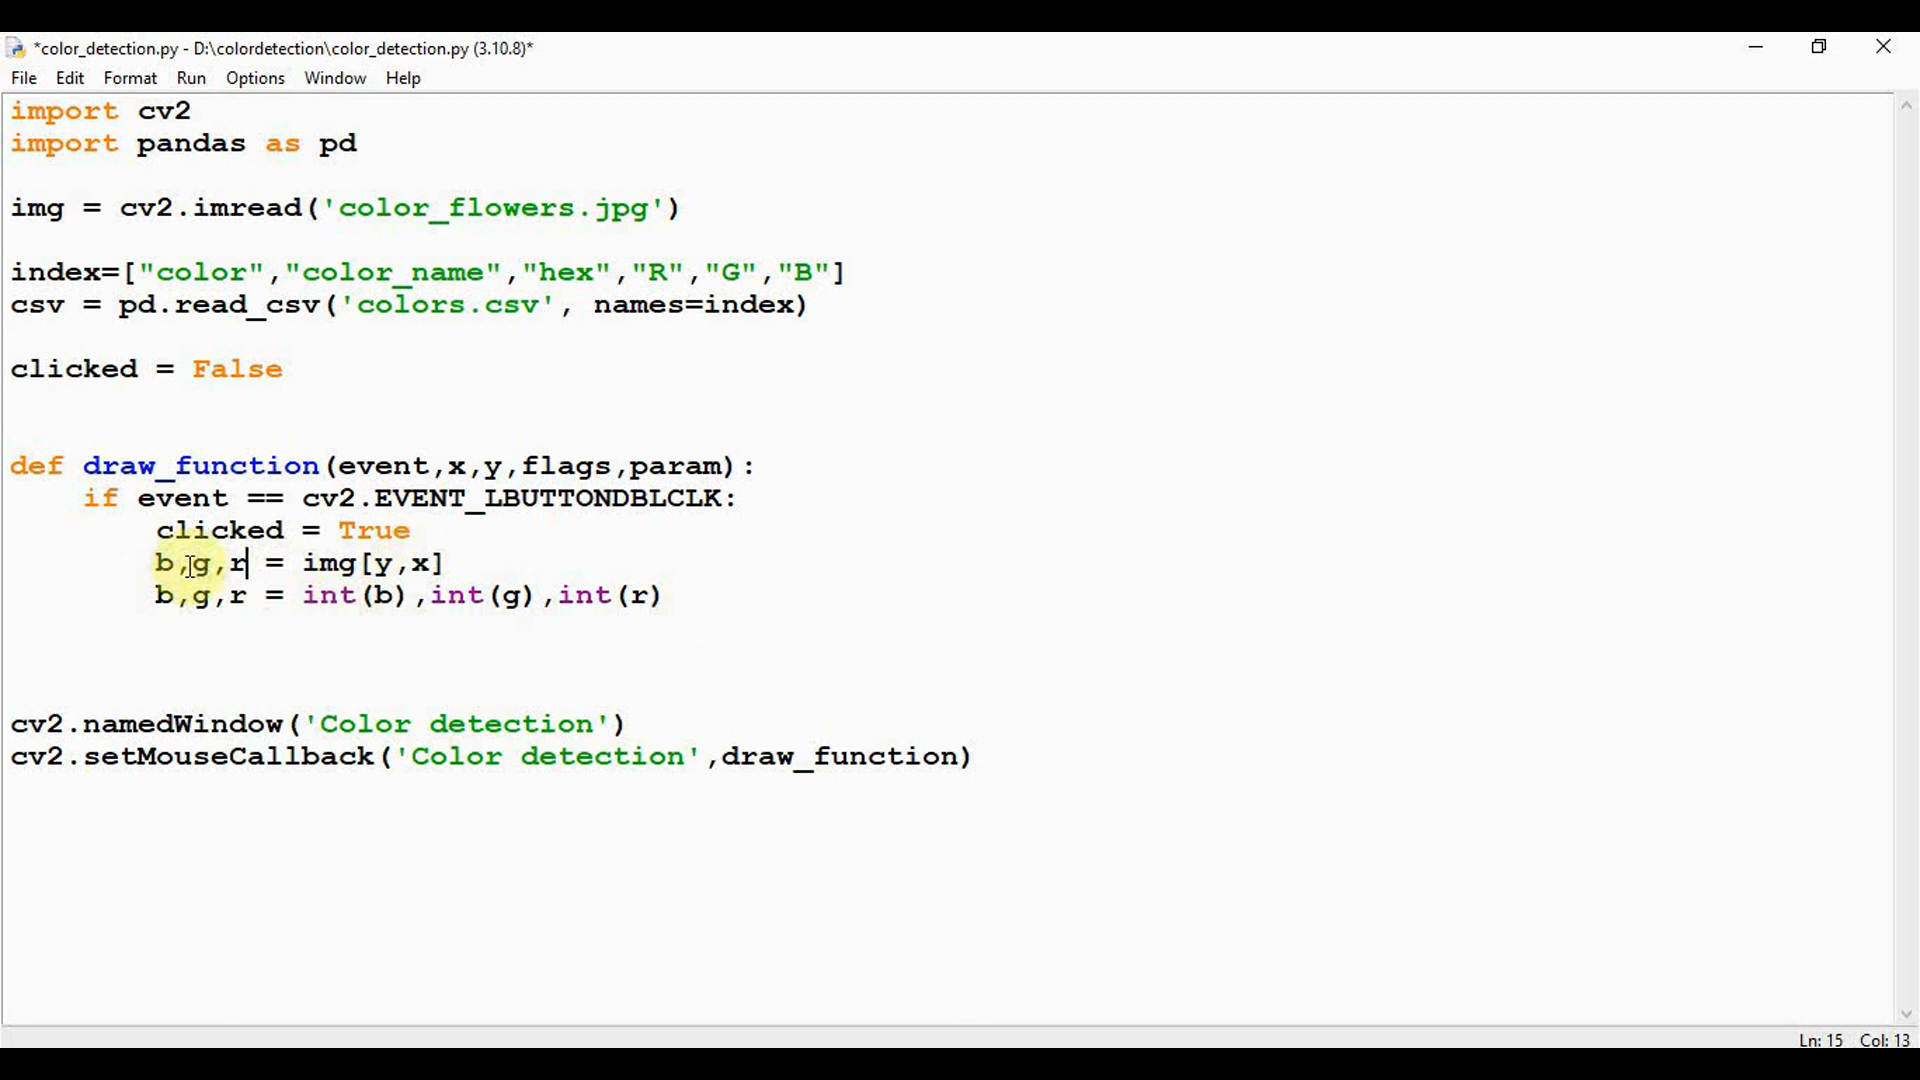 *color_detection.py - D:\colordetection\color_detection.py (3.10.8)*
File Edit Format Run Options Window Help
import cv2
import pandas as pd
img = cv2.imread('color_flowers.jpg')
index=["color","color_name","hex","R","G","B"]
csv = pd.read_csv('colors.csv', names=index)
clicked = False
def draw_function(event,x,y,flags,param):
    if event == cv2.EVENT_LBUTTONDBLCLK:
        clicked = True
        b,g,r = img[y,x]
        b,g,r = int(b),int(g),int(r)
cv2.namedWindow('Color detection')
cv2.setMouseCallback('Color detection',draw_function)
Ln: 15 Col: 13